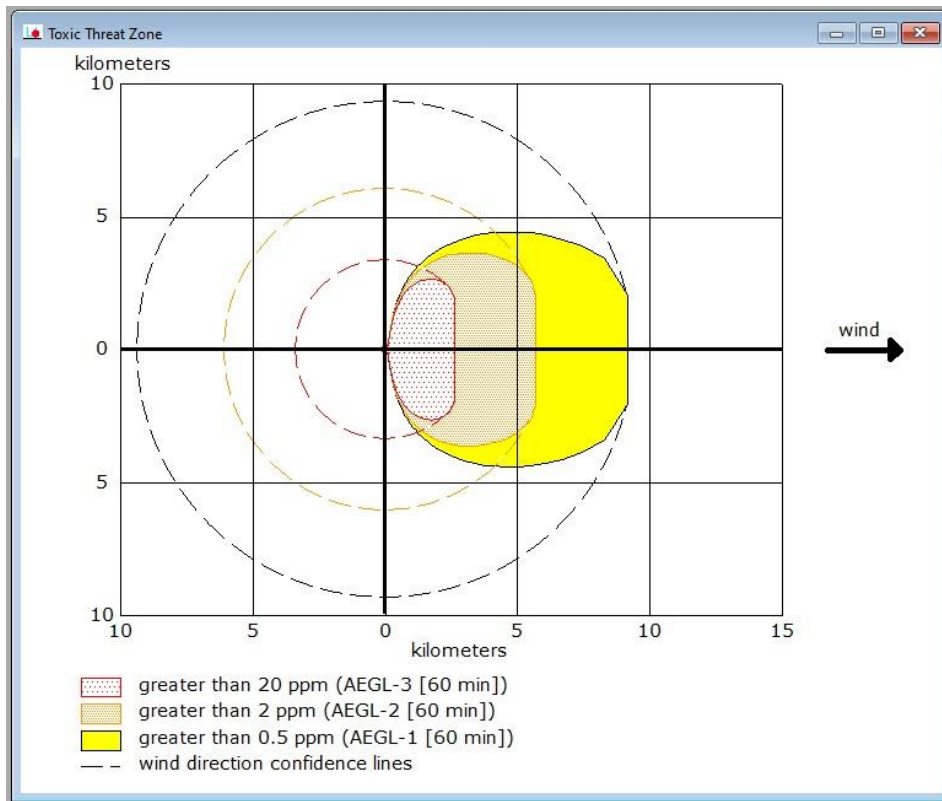 Toxic Threat Zone
kilometers
10
5
0
5
10
wind
10 5 0 5 10 15
kilometers
greater than 20 ppm (AEGL-3 [60 min])
greater than 2 ppm (AEGL-2 [60 min])
greater than 0.5 ppm (AEGL-1 [60 min])
wind direction confidence lines